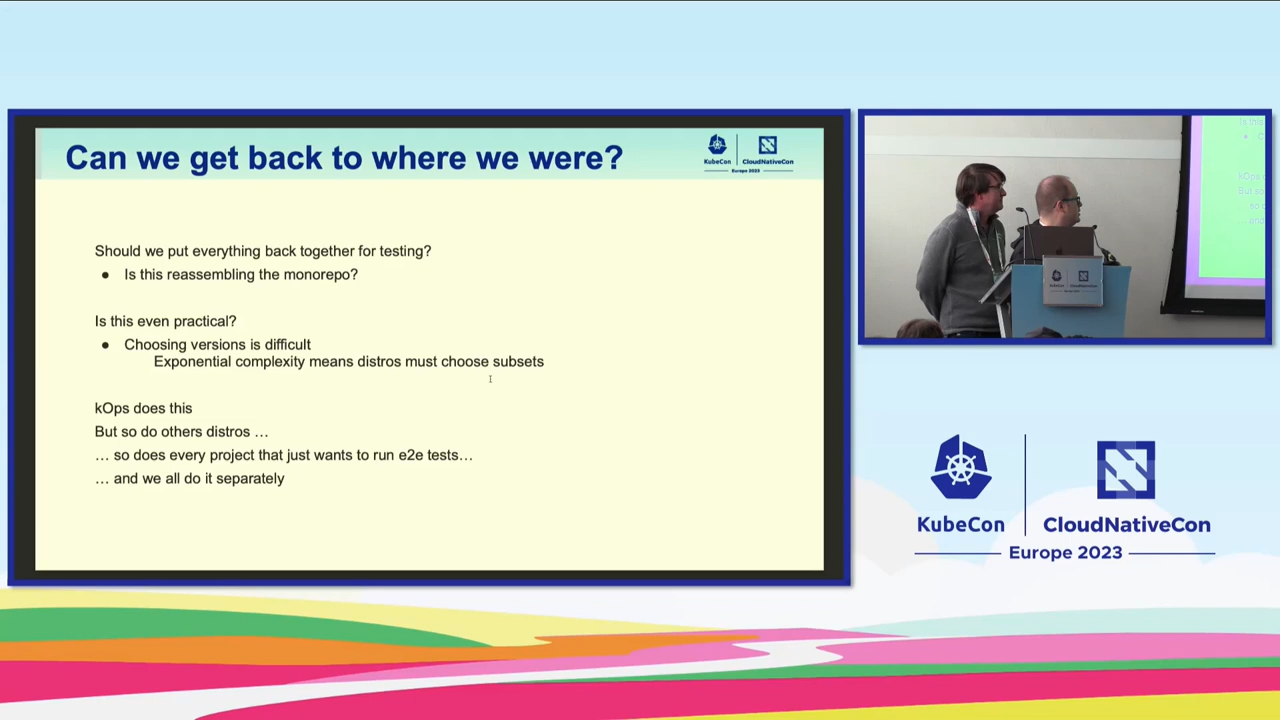 Can we get back to where we were?
KubeCon
CloudNativeCon
Europe 2023
Should we put everything back together for testing?
● Is this reassembling the monorepo?
Is this even practical?
● Choosing versions is difficult
Exponential complexity means distros must choose subsets
kOps does this
But so do others distros …
… so does every project that just wants to run e2e tests…
… and we all do it separately
KubeCon
CloudNativeCon
Europe 2023